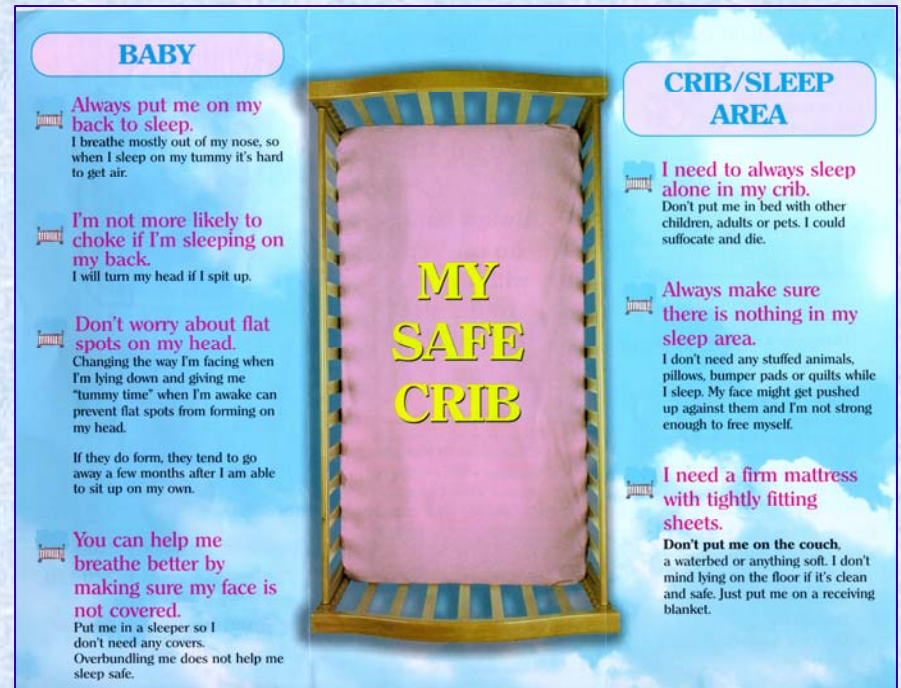 BABY
Always put me on my
back to sleep.
I breathe mostly out of my nose, so
when I sleep on my tummy it's hard
to get air.
I'm not more likely to
choke if I'm sleeping on
my back.
I will turn my head if I spit up.
Don't worry about flat
spots on my head.
Changing the way I'm facing when
I'm lying down and giving me
"tummy time" when I'm awake can
prevent flat spots from forming on
my head.
If they do form, they tend to go
away a few months after I am able
to sit up on my own.
You can help me
breathe better by
making sure my face is
not covered.
Put me in a sleeper so I
don't need any covers.
Overbundling me does not help me
sleep safe.
MY
SAFE
CRIB
CRIB/SLEEP
AREA
I need to always sleep
alone in my crib.
Don't put me in bed with other
children, adults or pets. I could
suffocate and die.
Always make sure
there is nothing in my
sleep area.
I don't need any stuffed animals,
pillows, bumper pads or quilts while
I sleep. My face might get pushed
up against them and I'm not strong
enough to free myself.
I need a firm mattress
with tightly fitting
sheets.
Don't put me on the couch,
a waterbed or anything soft. I don't
mind lying on the floor if it's clean
and safe. Just put me on a receiving
blanket.